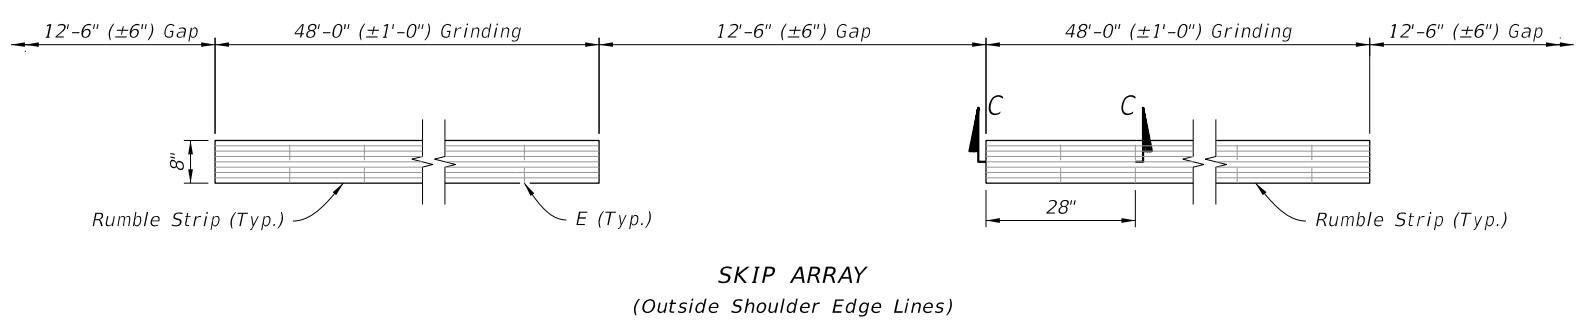 12'-6" (±6") Gap
48'-0" (±1'-0") Grinding
12'-6" (±6") Gap
48'-0" (±1'-0") Grinding
12'-6" (±6") Gap
C
C
8"
28"
Rumble Strip (Typ.)
E (Typ.)
Rumble Strip (Typ.)
SKIP ARRAY
(Outside Shoulder Edge Lines)